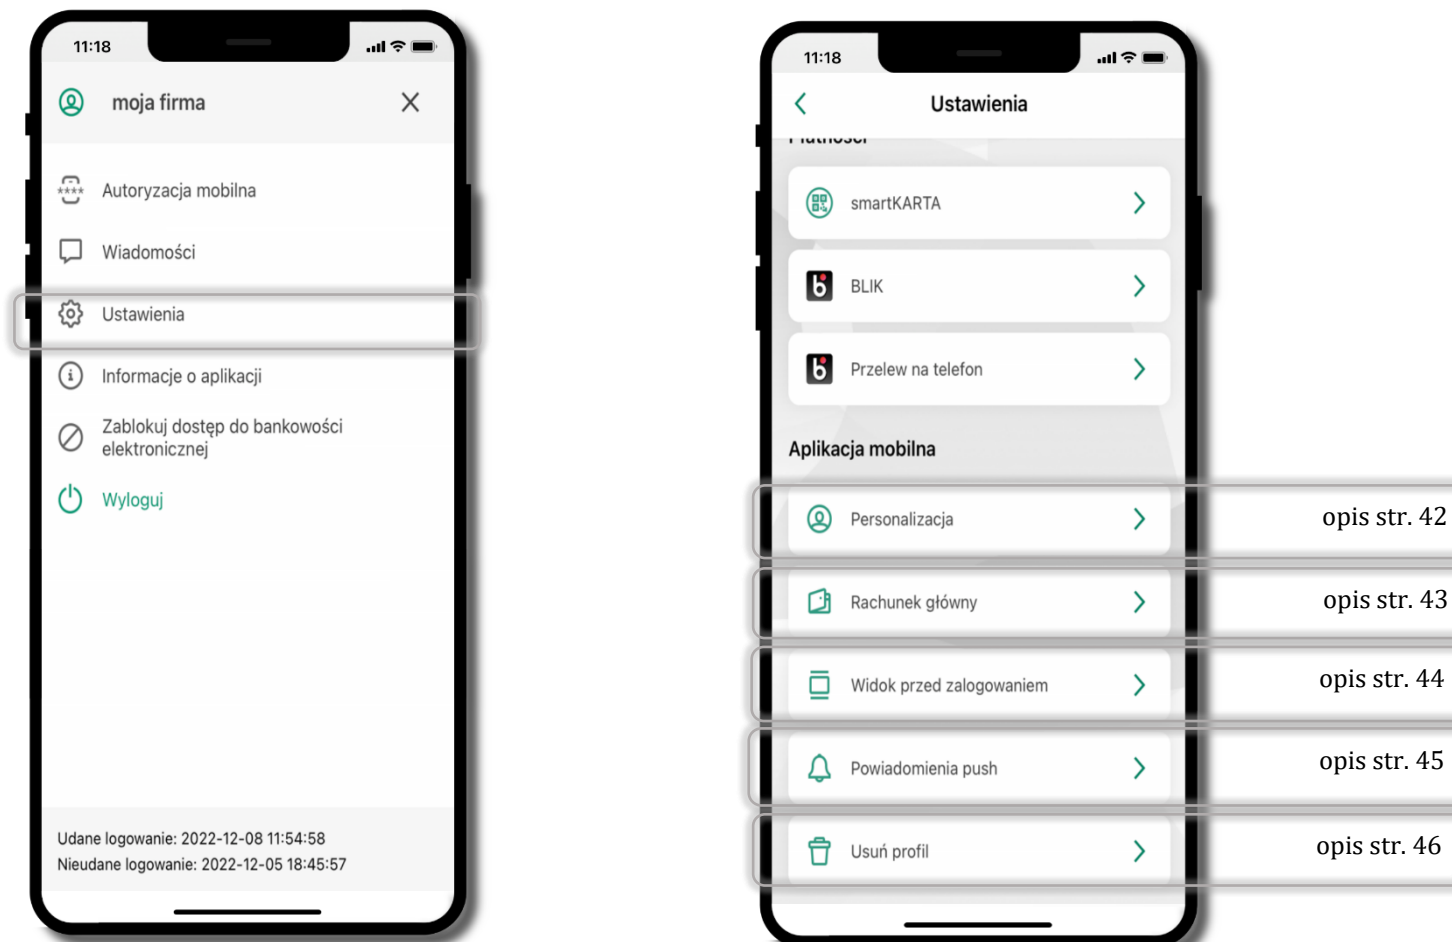 11:18
moja firma
Autoryzacja mobilna
Wiadomości
Ustawienia
Informacje o aplikacji
Zablokuj dostęp do bankowości
elektronicznej
Wyloguj
Udane logowanie: 2022-12-08 11:54:58
Nieudane logowanie: 2022-12-05 18:45:57
11:18
Ustawienia
Płatności
smartKARTA
BLIK
Przelew na telefon
Aplikacja mobilna
Personalizacja
opis str. 42
Rachunek główny
opis str. 43
Widok przed zalogowaniem
opis str. 44
Powiadomienia push
opis str. 45
Usuń profil
opis str. 46